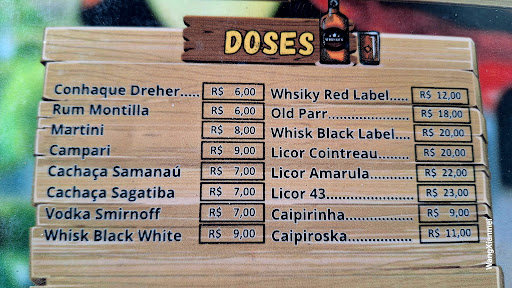 DOSES
Conhaque Dreher..... R$ 6,00
Rum Montilla R$ 6,00
Martini R$ 8,00
Campari R$ 9,00
Cachaça Samanaú R$ 7,00
Cachaça Sagatiba R$ 7,00
Vodka Smirnoff R$ 7,00
Whisk Black White R$ 9,00
Whsiky Red Label..... R$ 12,00
Old Parr.................. R$ 18,00
Whisk Black Label.... R$ 20,00
Licor Cointreau........ R$ 20,00
Licor Amarula.......... R$ 22,00
Licor 43................... R$ 23,00
Caipirinha................ R$ 9,00
Caipiroska................ R$ 11,00